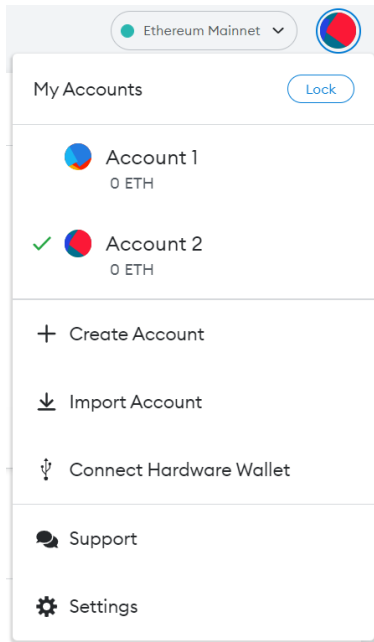 Ethereum Mainnet
My Accounts
Lock
Account 1
0 ETH
Account 2
0 ETH
Create Account
Import Account
Connect Hardware Wallet
Support
Settings